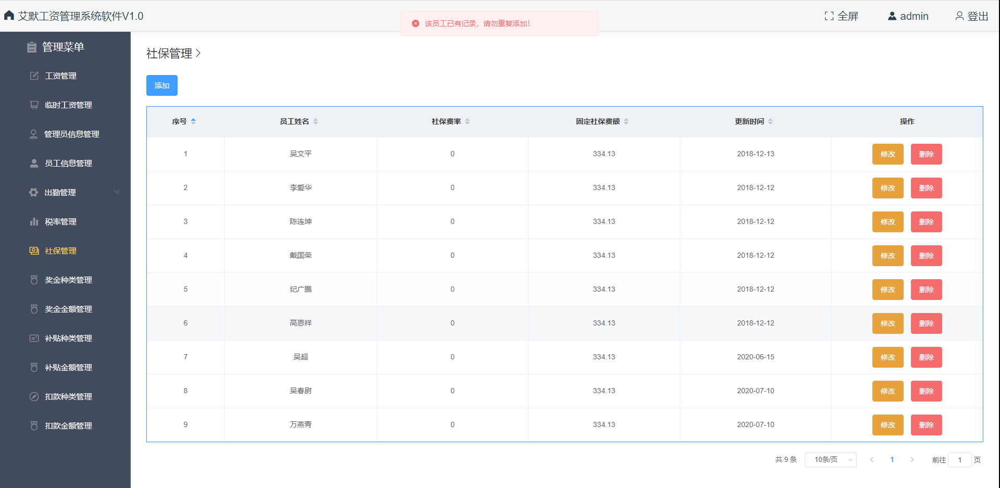 艾默工资管理系统软件V1.0
该员工已有记录，请勿重复添加！
全屏
admin
登出
管理菜单
工资管理
临时工资管理
管理员信息管理
员工信息管理
出勤管理
税率管理
社保管理
奖金种类管理
奖金金额管理
补贴种类管理
补贴金额管理
扣款种类管理
扣款金额管理
社保管理
添加
序号 员工姓名 社保费率 固定社保费额 更新时间 操作
1 吴文平 0 334.13 2018-12-13 修改 删除
2 李爱华 0 334.13 2018-12-12 修改 删除
3 陈连坤 0 334.13 2018-12-12 修改 删除
4 戴国荣 0 334.13 2018-12-12 修改 删除
5 纪广鹏 0 334.13 2018-12-12 修改 删除
6 高恩祥 0 334.13 2018-12-12 修改 删除
7 吴超 0 334.13 2020-06-15 修改 删除
8 吴春尉 0 334.13 2020-07-10 修改 删除
9 万燕青 0 334.13 2020-07-10 修改 删除
共 9 条 10条/页 1 前往 1 页